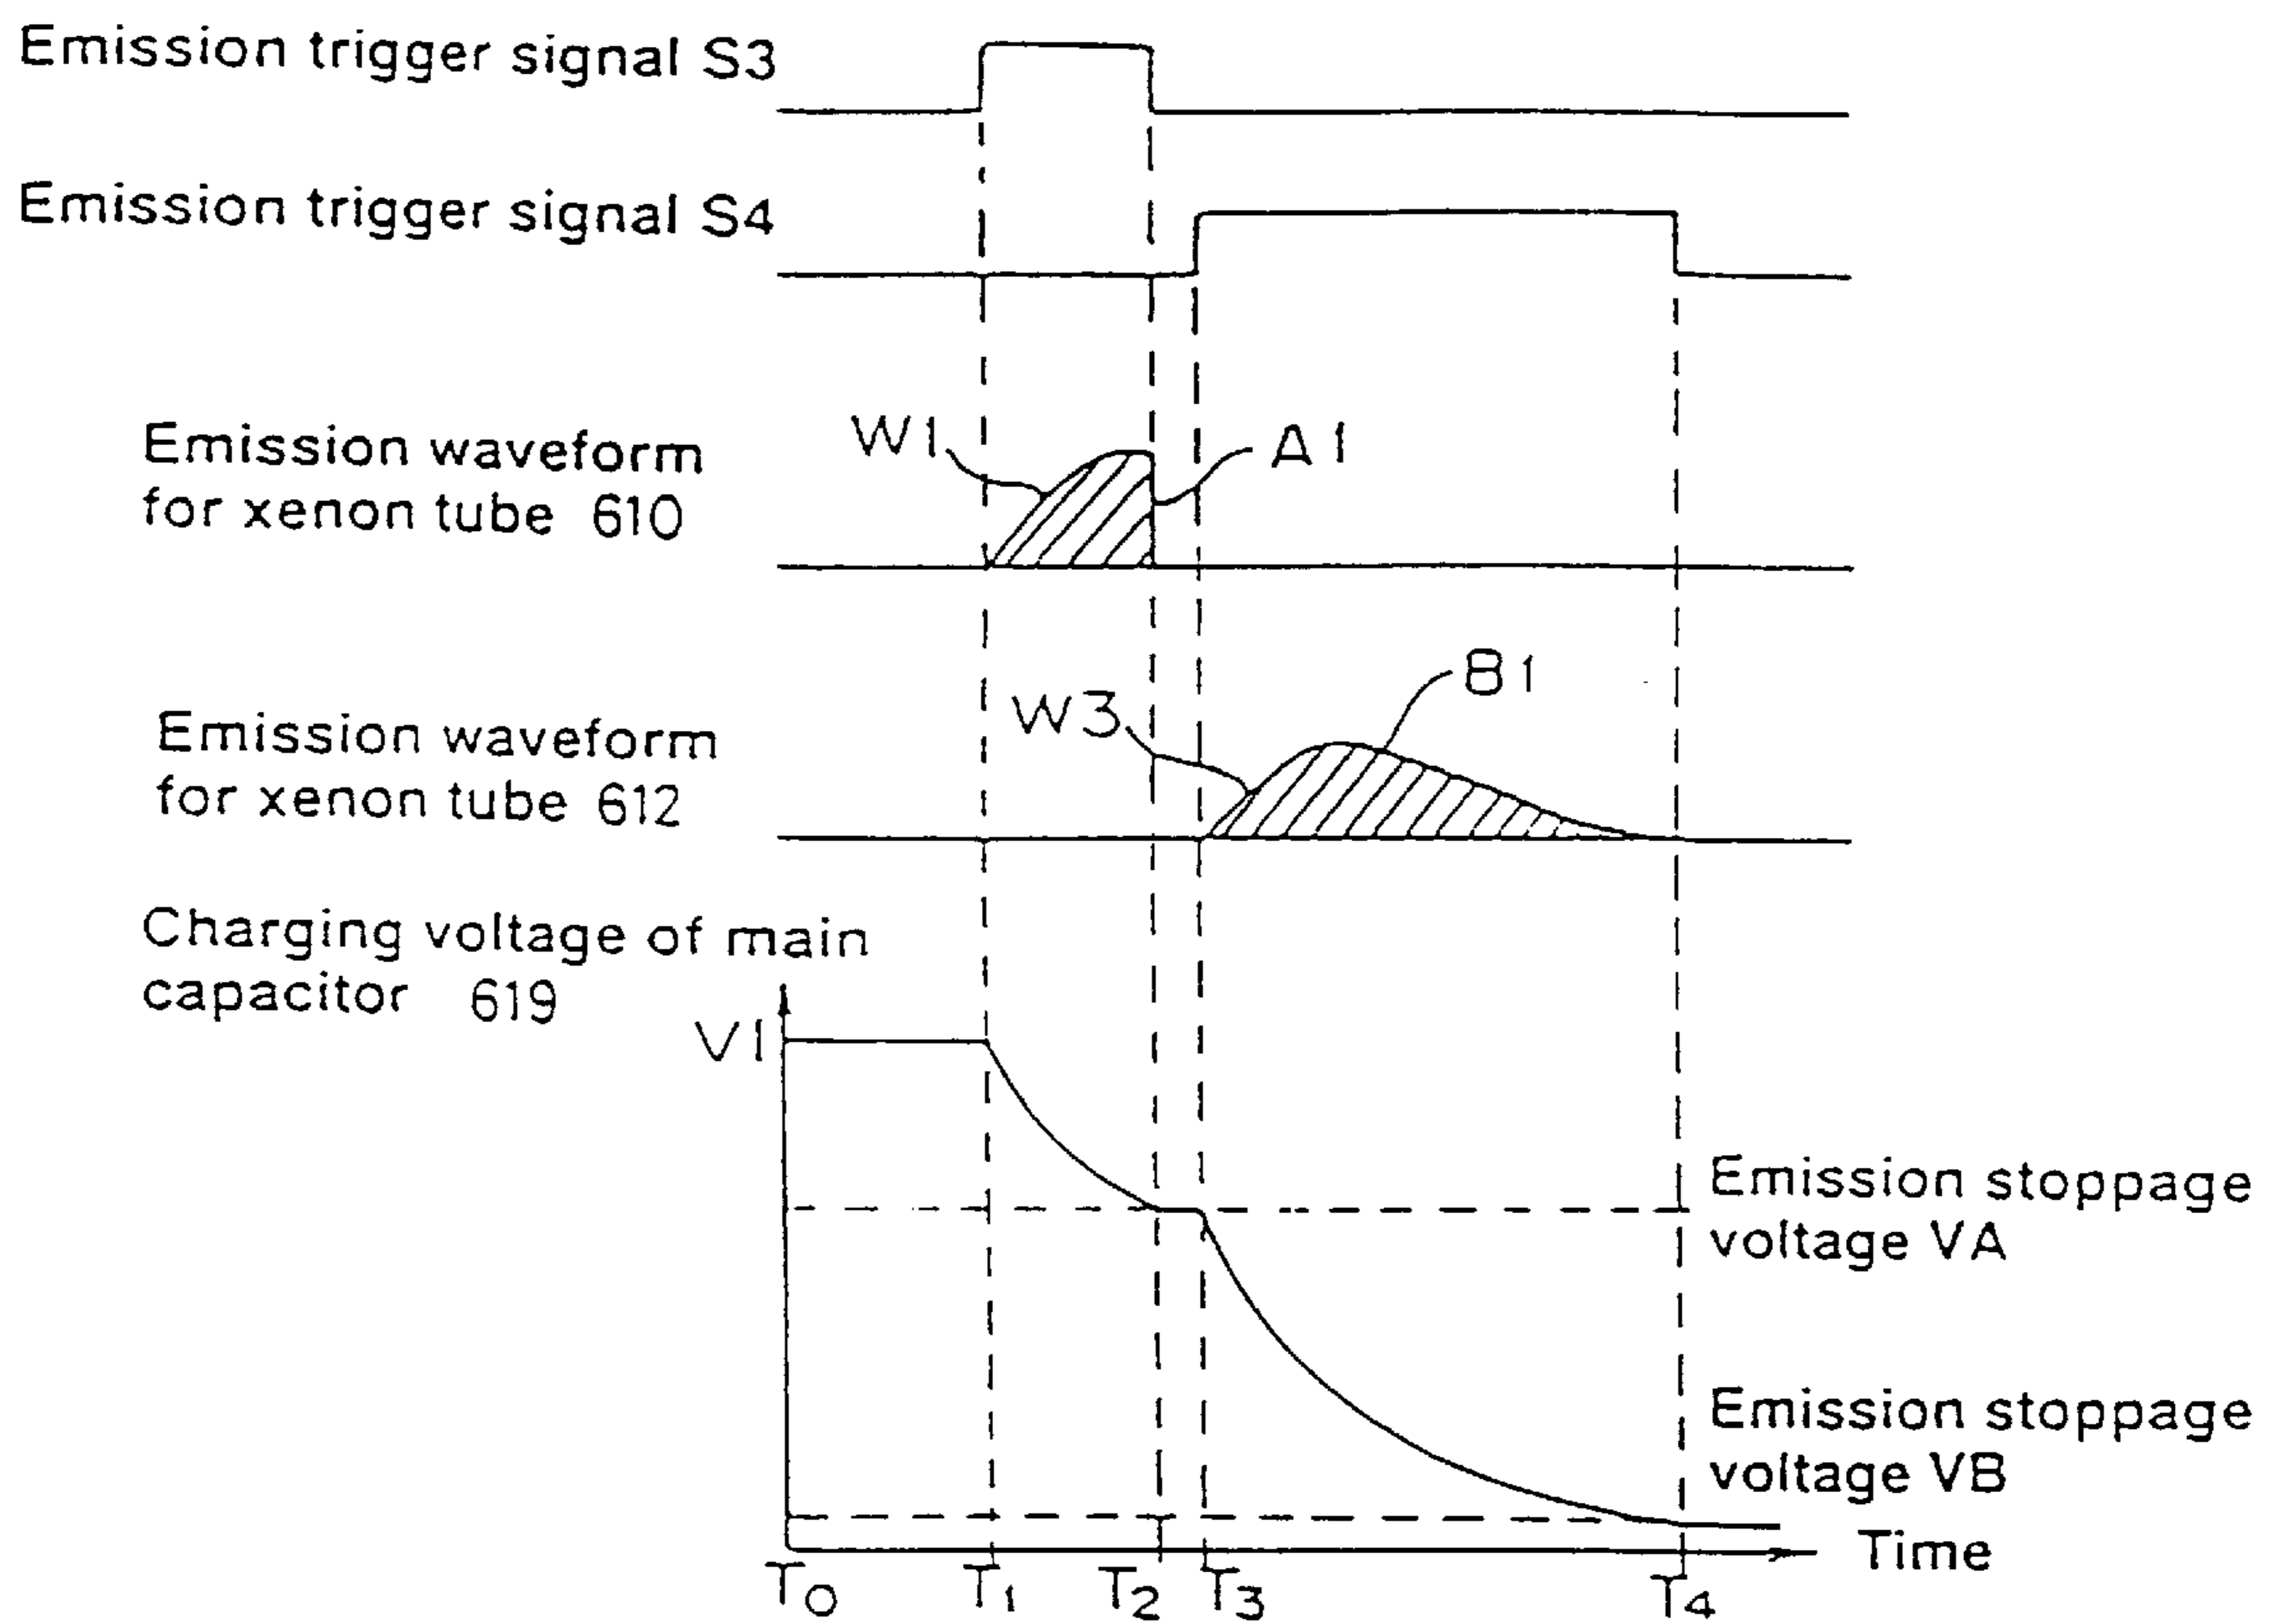 Emission trigger signal S3
Emission trigger signal S4
Emission waveform
for xenon tube 610
W1
A1
Emission waveform
for xenon tube 612
W3
B1
Charging voltage of main
capacitor 619
V1
Emission stoppage
voltage VA
Emission stoppage
voltage VB
Time
T0 T1 T2 T3 T4